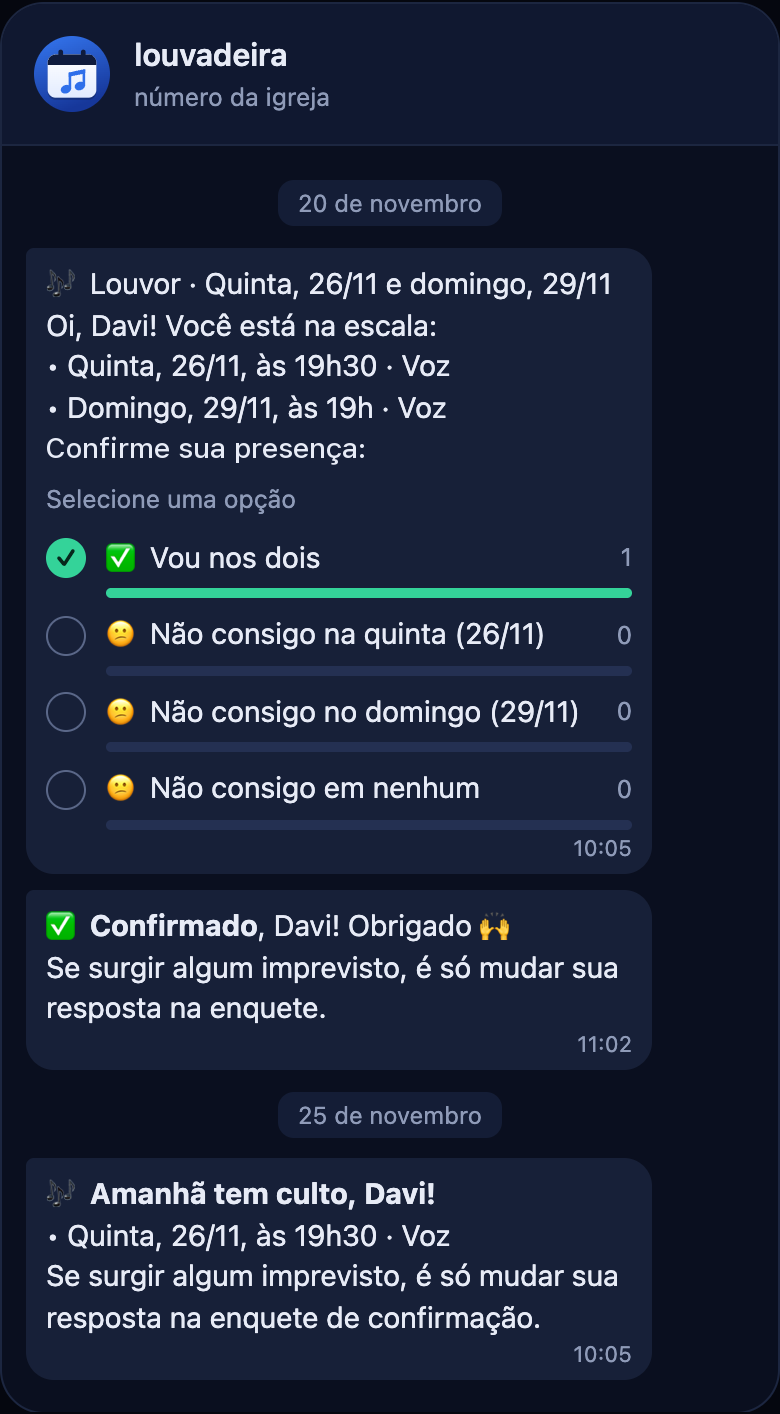 louvadeira
número da igreja
20 de novembro
🎶 Louvor · Quinta, 26/11 e domingo, 29/11
Oi, Davi! Você está na escala:
• Quinta, 26/11, às 19h30 · Voz
• Domingo, 29/11, às 19h · Voz
Confirme sua presença:
Selecione uma opção
✅ Vou nos dois 1
😕 Não consigo na quinta (26/11) 0
😕 Não consigo no domingo (29/11) 0
😕 Não consigo em nenhum 0
10:05
✅ Confirmado, Davi! Obrigado 🙌
Se surgir algum imprevisto, é só mudar sua
resposta na enquete.
11:02
25 de novembro
🎶 Amanhã tem culto, Davi!
• Quinta, 26/11, às 19h30 · Voz
Se surgir algum imprevisto, é só mudar sua
resposta na enquete de confirmação.
10:05